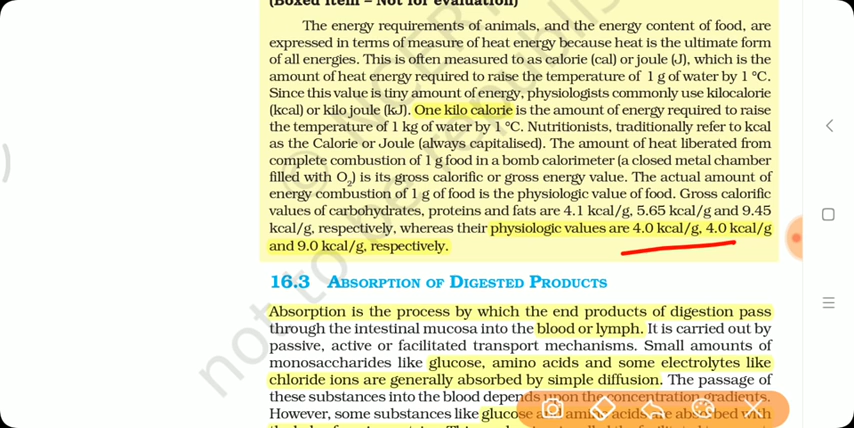 (Boxed item – Not for evaluation)
The energy requirements of animals, and the energy content of food, are
expressed in terms of measure of heat energy because heat is the ultimate form
of all energies. This is often measured to as calorie (cal) or joule (J), which is the
amount of heat energy required to raise the temperature of 1 g of water by 1 °C.
Since this value is tiny amount of energy, physiologists commonly use kilocalorie
(kcal) or kilo joule (kJ). One kilo calorie is the amount of energy required to raise
the temperature of 1 kg of water by 1 °C. Nutritionists, traditionally refer to kcal
as the Calorie or Joule (always capitalised). The amount of heat liberated from
complete combustion of 1 g food in a bomb calorimeter (a closed metal chamber
filled with O₂) is its gross calorific or gross energy value. The actual amount of
energy combustion of 1 g of food is the physiologic value of food. Gross calorific
values of carbohydrates, proteins and fats are 4.1 kcal/g, 5.65 kcal/g and 9.45
kcal/g, respectively, whereas their physiologic values are 4.0 kcal/g, 4.0 kcal/g
and 9.0 kcal/g, respectively.
16.3 ABSORPTION OF DIGESTED PRODUCTS
Absorption is the process by which the end products of digestion pass
through the intestinal mucosa into the blood or lymph. It is carried out by
passive, active or facilitated transport mechanisms. Small amounts of
monosaccharides like glucose, amino acids and some electrolytes like
chloride ions are generally absorbed by simple diffusion. The passage of
these substances into the blood depends upon the concentration gradients.
However, some substances like glucose and amino acids are absorbed with
© NCERT
not to be republished